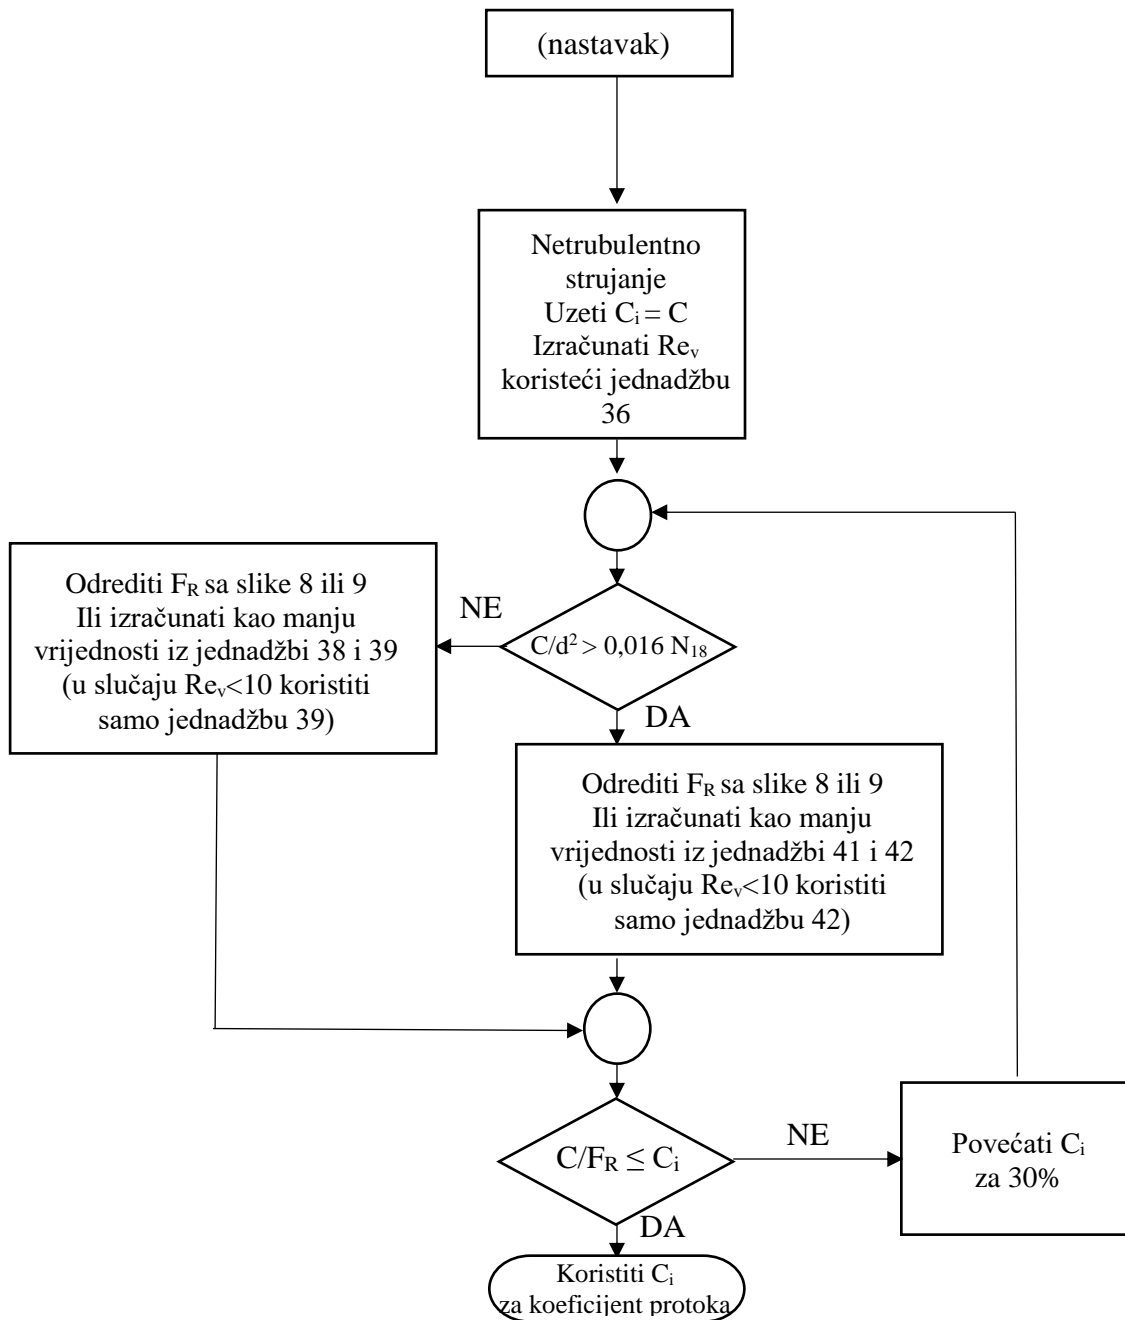 (nastavak)
Netrubulentno
strujanje
Uzeti Cᵢ = C
Izračunati Reᵥ
koristeći jednadžbu
36
Odrediti F_R sa slike 8 ili 9
Ili izračunati kao manju
vrijednosti iz jednadžbi 38 i 39
(u slučaju Reᵥ<10 koristiti
samo jednadžbu 39)
NE
C/d² > 0,016 N₁₈
DA
Odrediti F_R sa slike 8 ili 9
Ili izračunati kao manju
vrijednosti iz jednadžbi 41 i 42
(u slučaju Reᵥ<10 koristiti
samo jednadžbu 42)
C/F_R ≤ Cᵢ
NE
Povećati Cᵢ
za 30%
DA
Koristiti Cᵢ
za koeficijent protoka